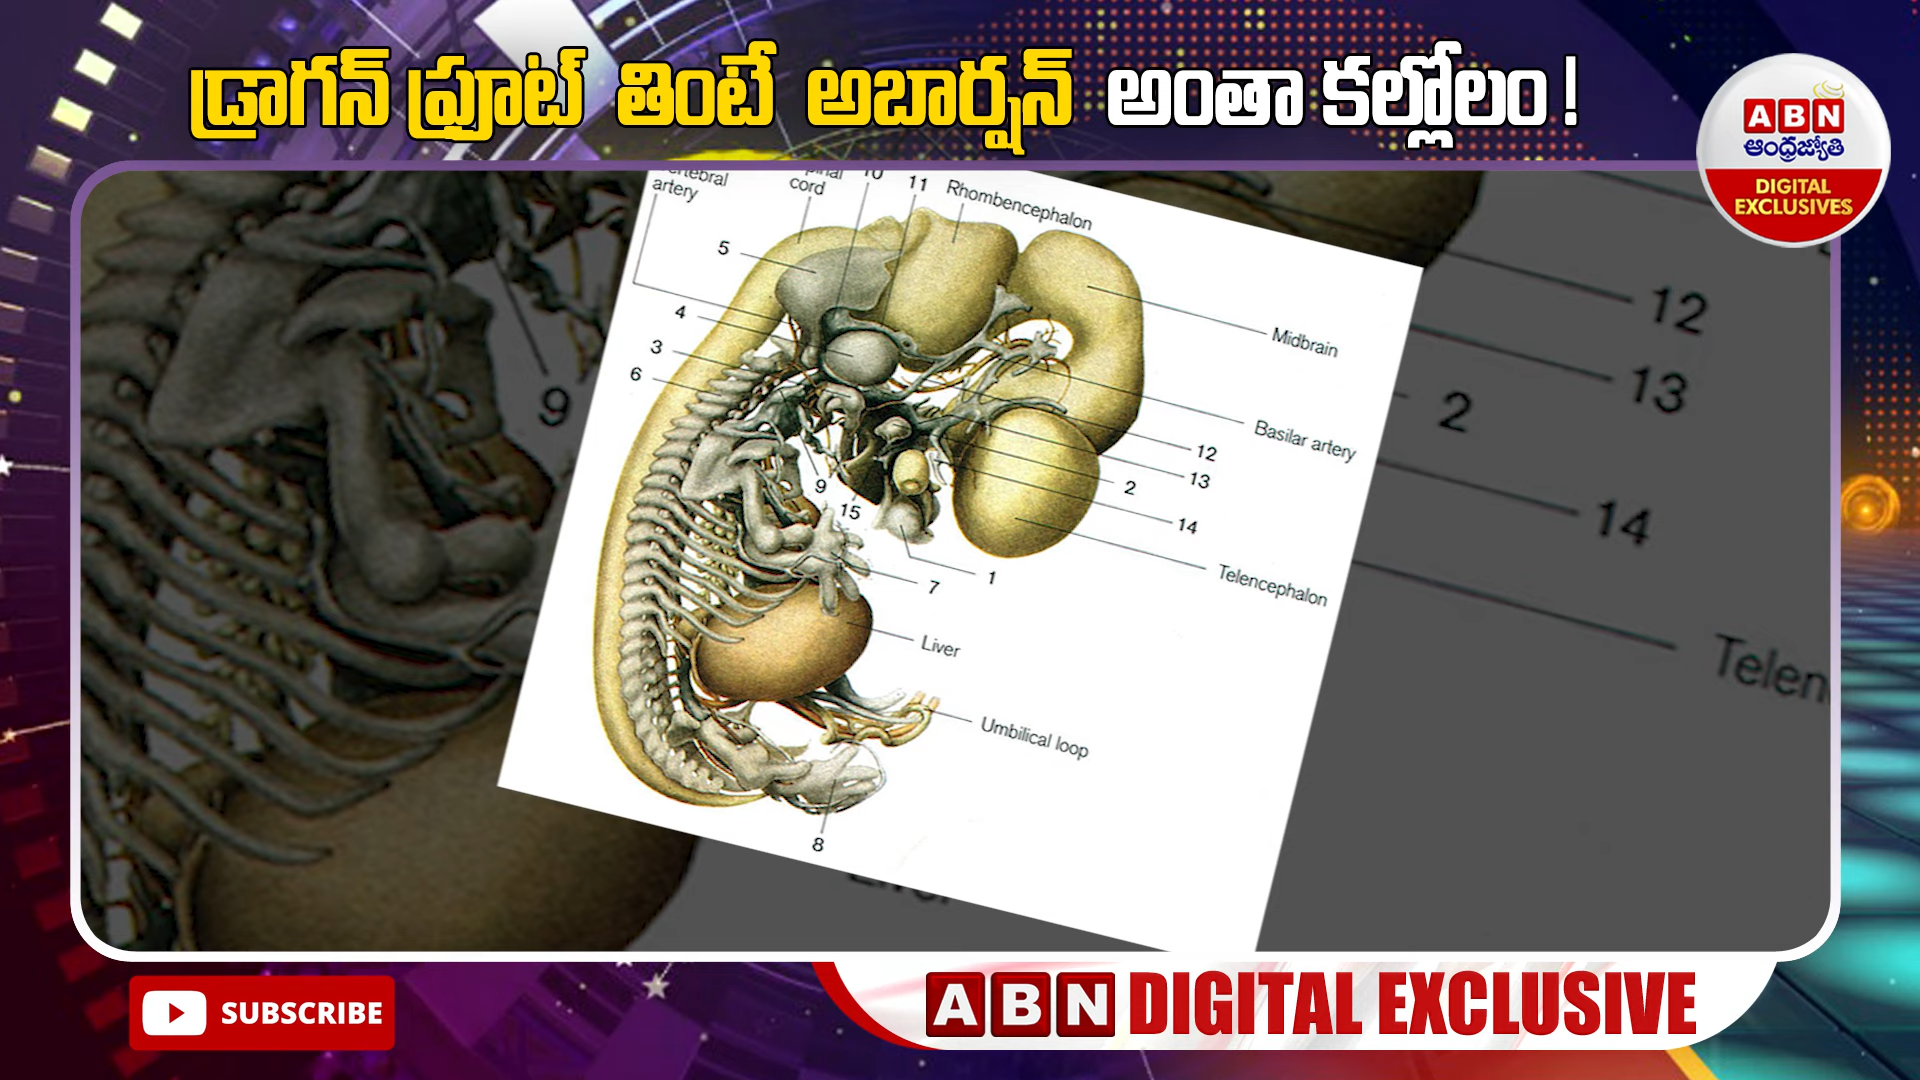 డ్రాగన్ ఫ్రూట్ తింటే అబార్షన్ అంతా కల్లోలం !
ABN
ఆంధ్రజ్యోతి
DIGITAL
EXCLUSIVES
artery
cord
10
11
Rhombencephalon
5
4
3
6
Midbrain
Basilar artery
12
13
2
14
9
15
1
7
Telencephalon
Liver
Umbilical loop
8
9
12
13
2
14
Telen
SUBSCRIBE
ABN DIGITAL EXCLUSIVE